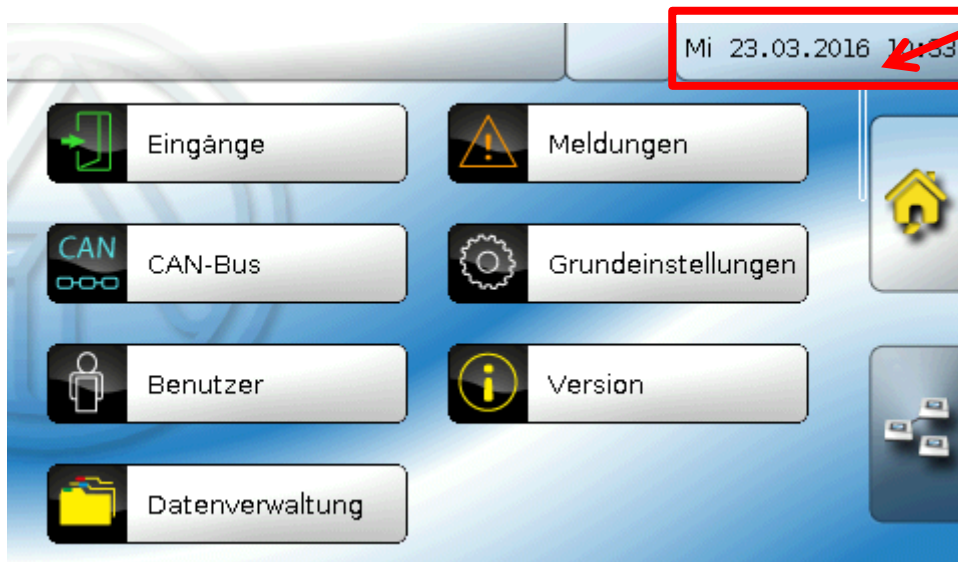 Mi 23.03.2016
Eingänge
Meldungen
CAN
CAN-Bus
Grundeinstellungen
Benutzer
Version
Datenverwaltung